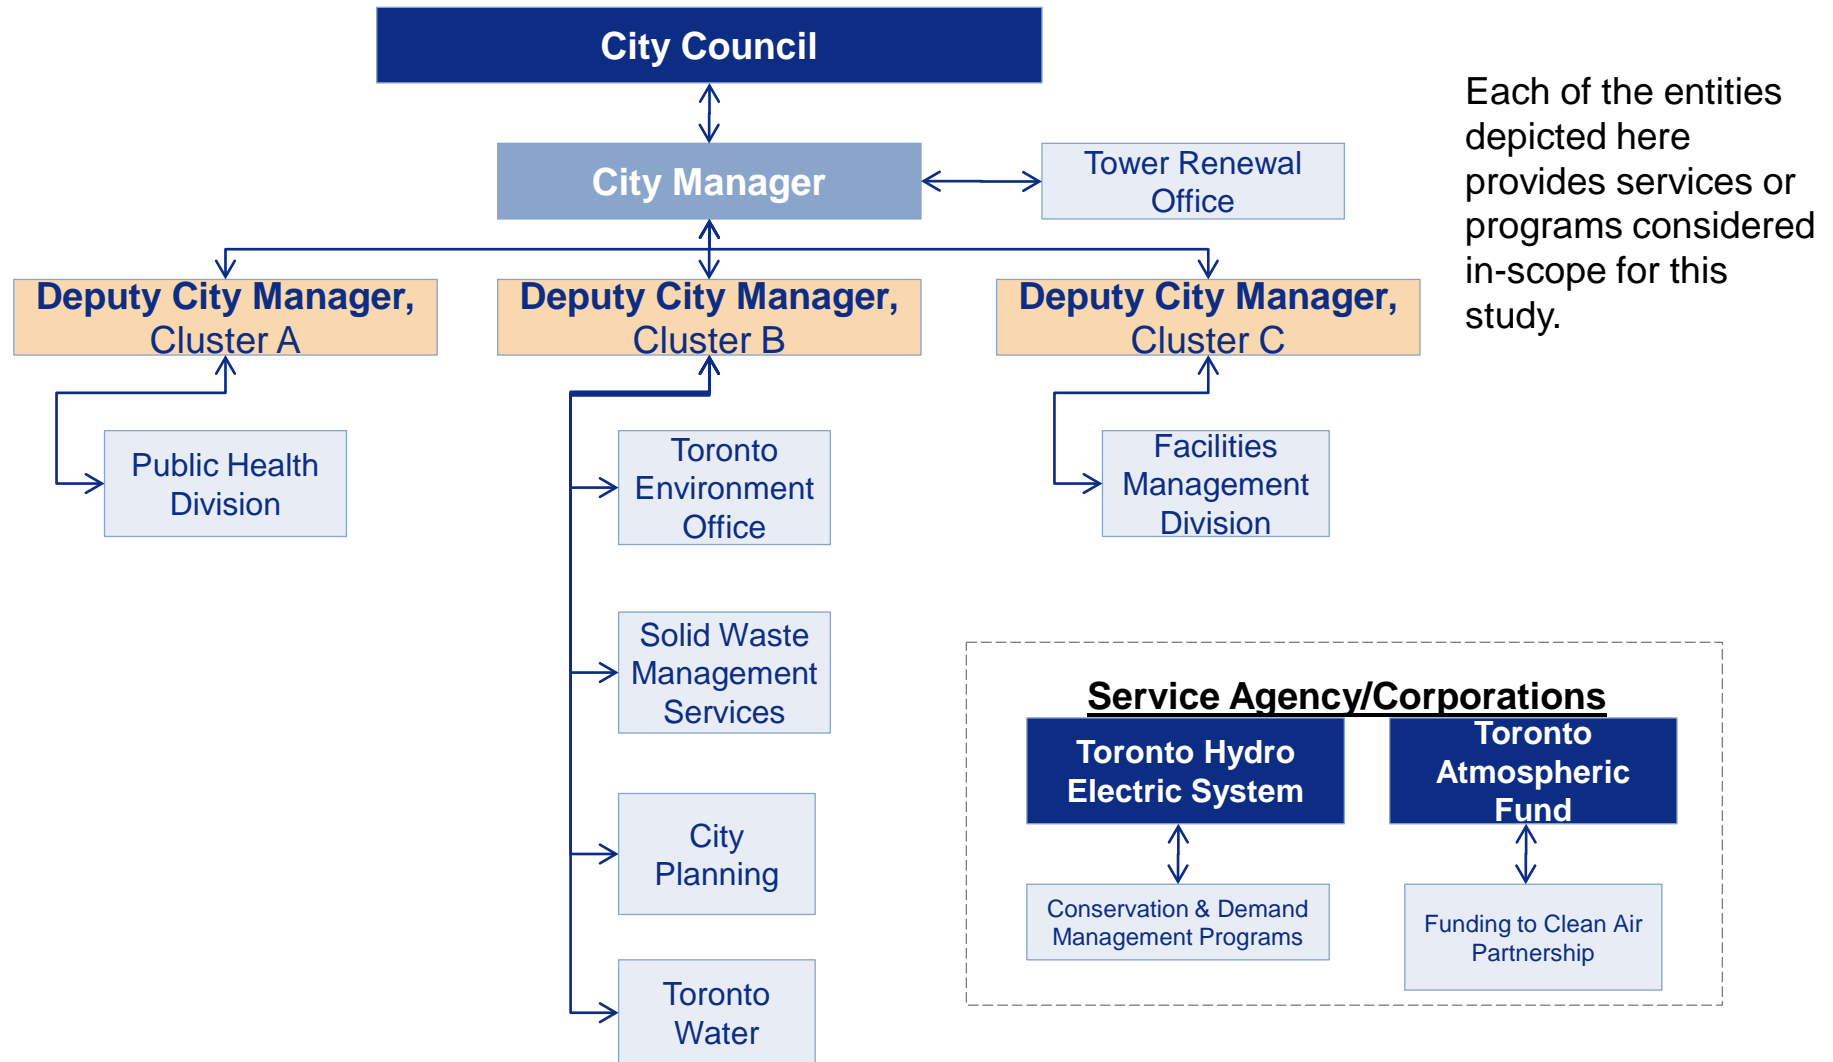 City Council
Each of the entities
depicted here
provides services or
programs considered
in-scope for this
study.
City Manager
Tower Renewal
Office
Deputy City Manager,
Cluster A
Deputy City Manager,
Cluster B
Deputy City Manager,
Cluster C
Public Health
Division
Toronto
Environment
Office
Facilities
Management
Division
Solid Waste
Management
Services
City
Planning
Toronto
Water
Service Agency/Corporations
Toronto Hydro
Electric System
Toronto
Atmospheric
Fund
Conservation & Demand
Management Programs
Funding to Clean Air
Partnership